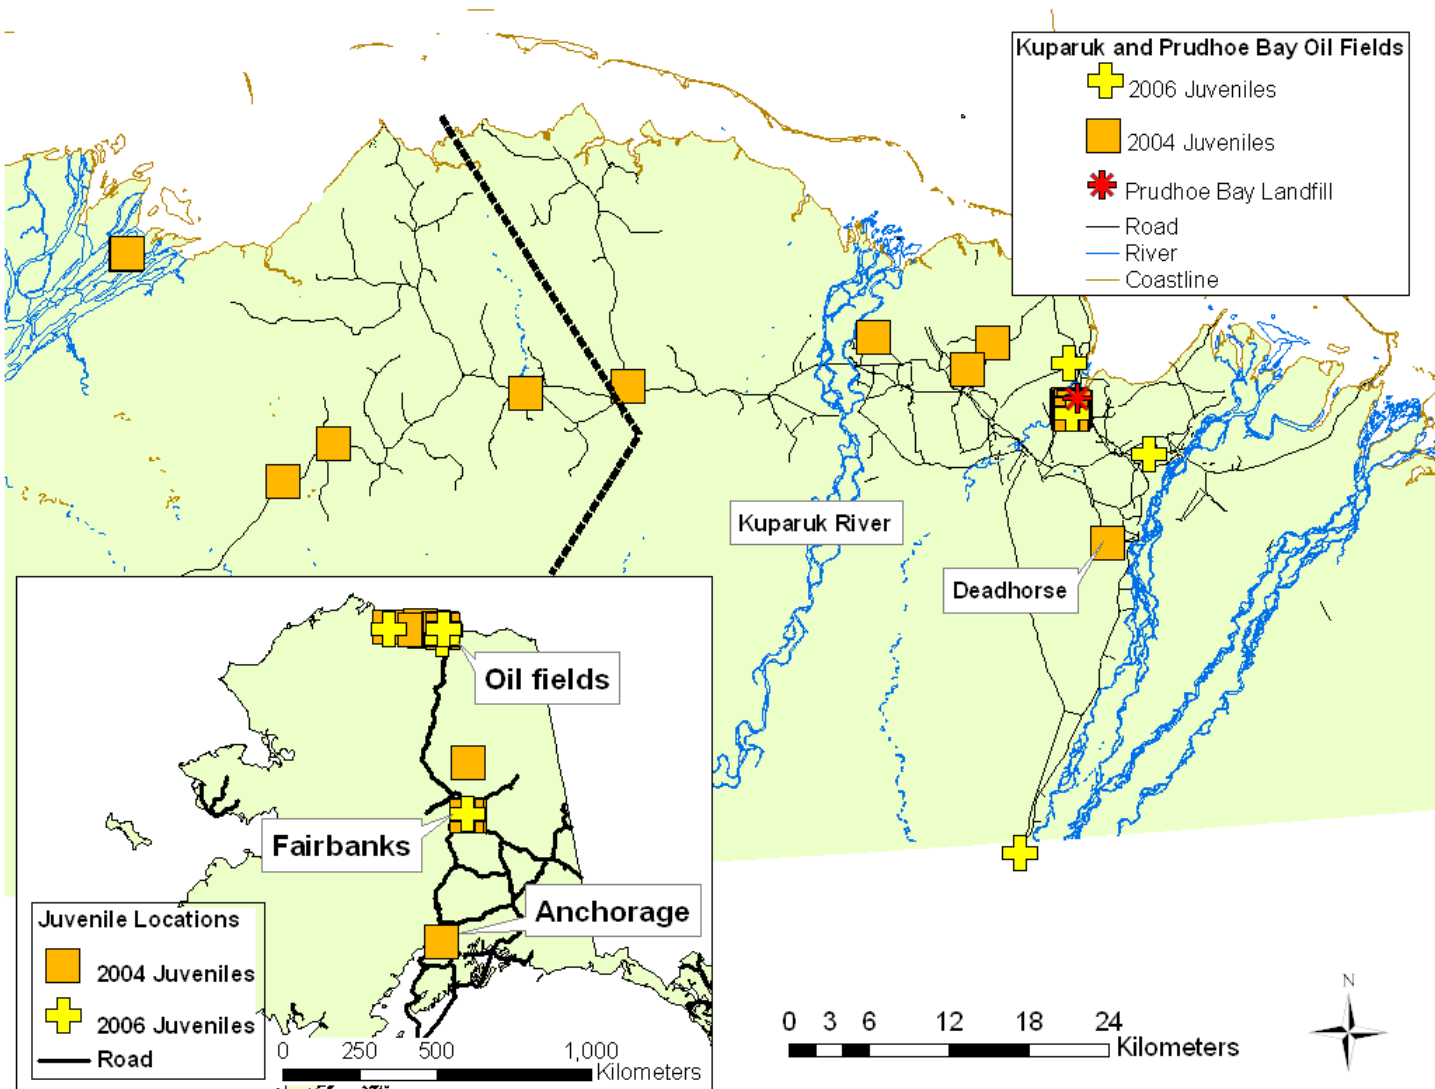 Kuparuk and Prudhoe Bay Oil Fields
2006 Juveniles
2004 Juveniles
Prudhoe Bay Landfill
Road
River
Coastline
Kuparuk River
Deadhorse
Oil fields
Fairbanks
Anchorage
Juvenile Locations
2004 Juveniles
2006 Juveniles
Road
0 250 500 1,000
Kilometers
0 3 6 12 18 24
Kilometers
N